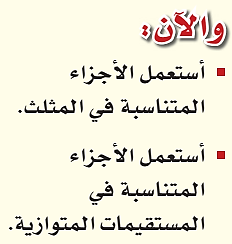 والآن:
▪ أستعمل الأجزاء
المتناسبة في المثلث.
▪ أستعمل الأجزاء
المتناسبة في
المستقيمات المتوازية.